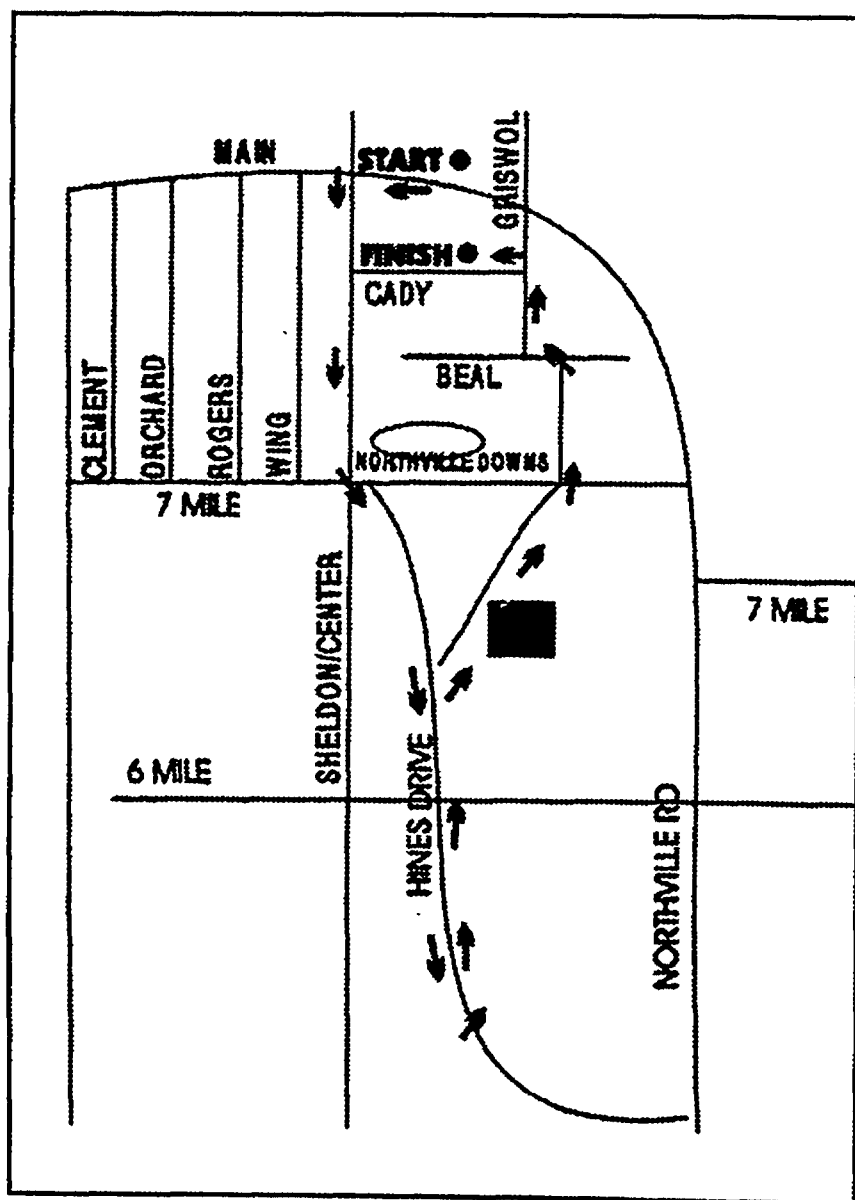 MAIN
START
GRISWOL
FINISH
CADY
BEAL
CLEMENT
ORCHARD
ROGERS
WING
NORTHVILLE DOWNS
7 MILE
SHELDON/CENTER
7 MILE
6 MILE
HINES DRIVE
NORTHVILLE RD